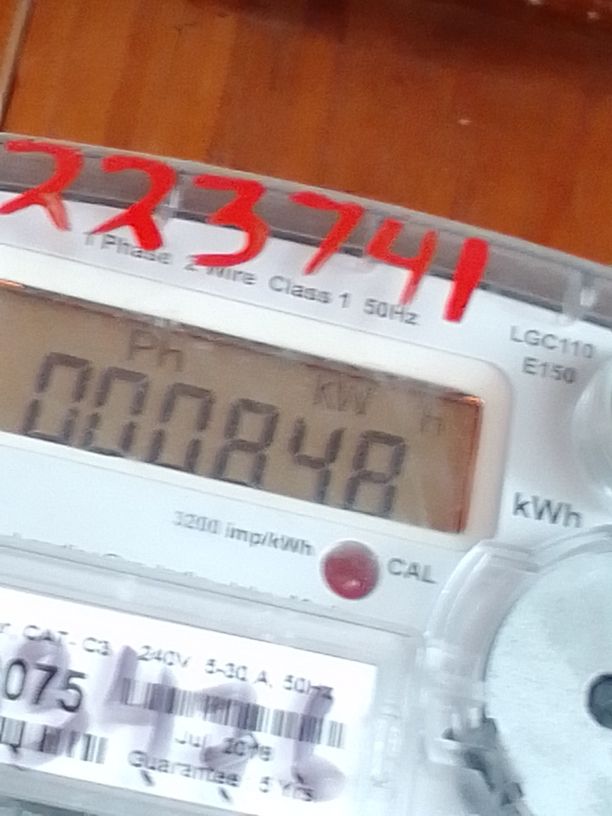 223741
1 Phase 2 Wire Class 1 50Hz
LGC110
E150
Ph kW h
000848
kWh
3200 imp/kWh
CAL
CAT- C3 240V 5-30 A, 50Hz
075
Jul 2018
Guarantee 5 Yrs